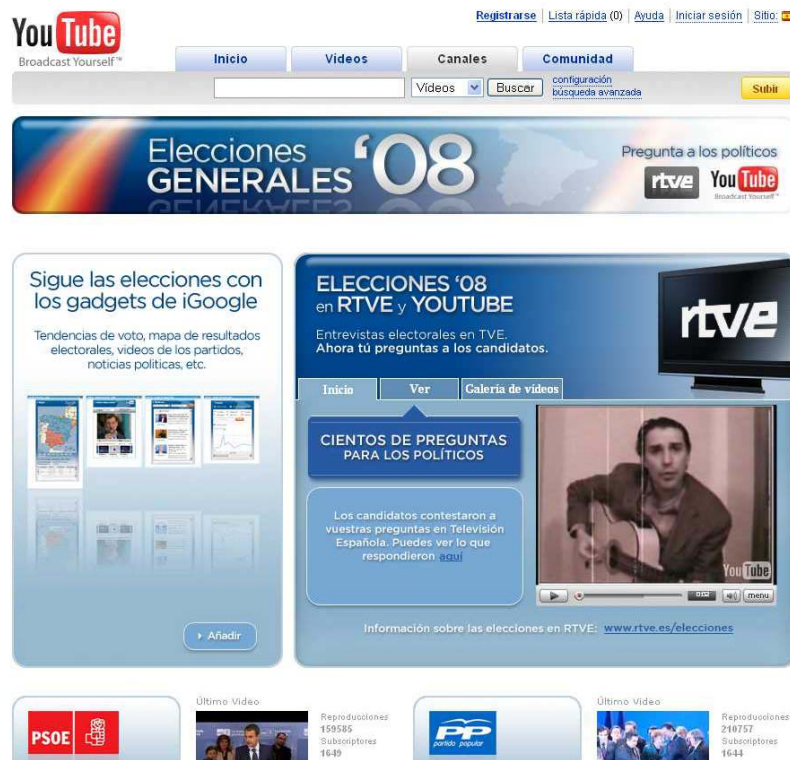 You Tube
Broadcast Yourself™
Registrarse | Lista rápida (0) | Ayuda | Iniciar sesión | Sitio:
Inicio
Videos
Canales
Comunidad
Vídeos
Buscar
configuración
búsqueda avanzada
Subir
Elecciones
GENERALES '08
Pregunta a los políticos
rtve
You Tube
Broadcast Yourself™
Sigue las elecciones con
los gadgets de iGoogle
Tendencias de voto, mapa de resultados
electorales, videos de los partidos,
noticias politicas, etc.
Añadir
ELECCIONES '08
en RTVE y YOUTUBE
Entrevistas electorales en TVE.
Ahora tú preguntas a los candidatos.
rtve
Inicio
Ver
Galería de vídeos
CIENTOS DE PREGUNTAS
PARA LOS POLÍTICOS
Los candidatos contestaron a
vuestras preguntas en Televisión
Española. Puedes ver lo que
respondieron aquí
You Tube
menu
Información sobre las elecciones en RTVE: www.rtve.es/elecciones
PSOE
Último Video
Reproducciones
159585
Subscriptores
1649
PP
partido popular
Último Video
Reproducciones
210757
Subscriptores
1644